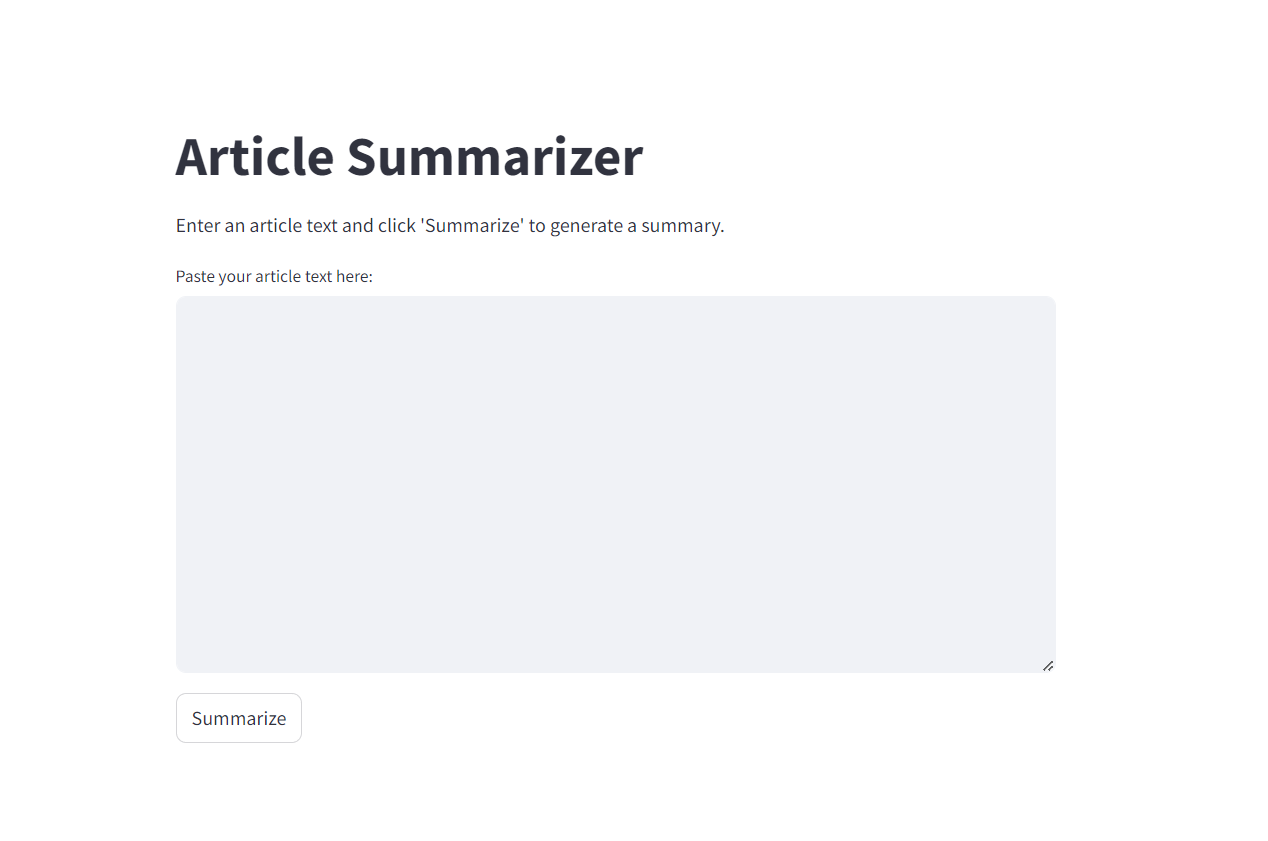 Article Summarizer
Enter an article text and click 'Summarize' to generate a summary.
Paste your article text here:
Summarize